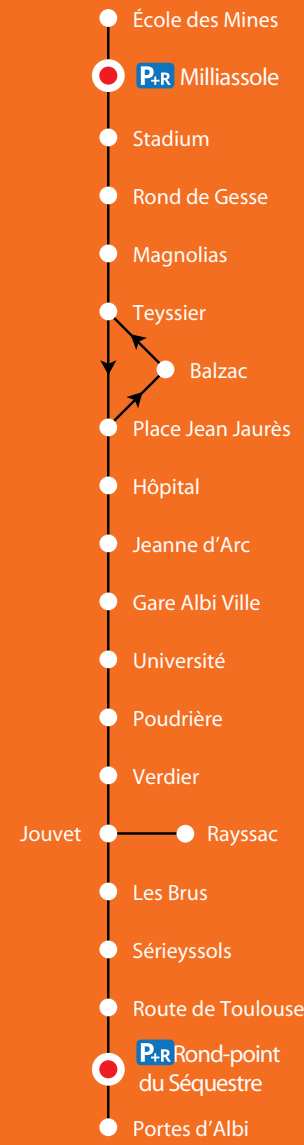 École des Mines
P+R Milliassole
Stadium
Rond de Gesse
Magnolias
Teyssier
Balzac
Place Jean Jaurès
Hôpital
Jeanne d'Arc
Gare Albi Ville
Université
Poudrière
Verdier
Jouvet Rayssac
Les Brus
Sérieyssols
Route de Toulouse
P+R Rond-point
du Séquestre
Portes d'Albi